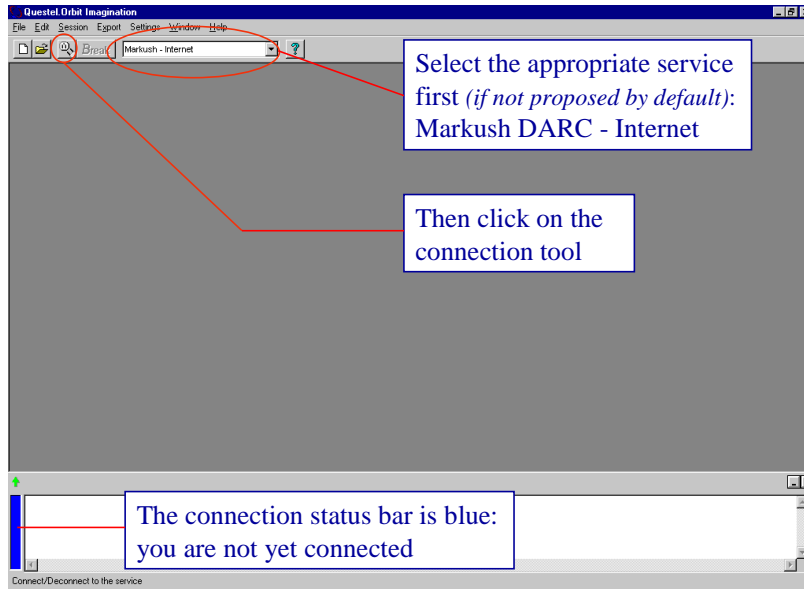 Questel.Orbit Imagination
File Edit Session Export Settings Window Help
Break Markush - Internet ?
Select the appropriate service
first (if not proposed by default):
Markush DARC - Internet
Then click on the
connection tool
The connection status bar is blue:
you are not yet connected
Connect/Deconnect to the service